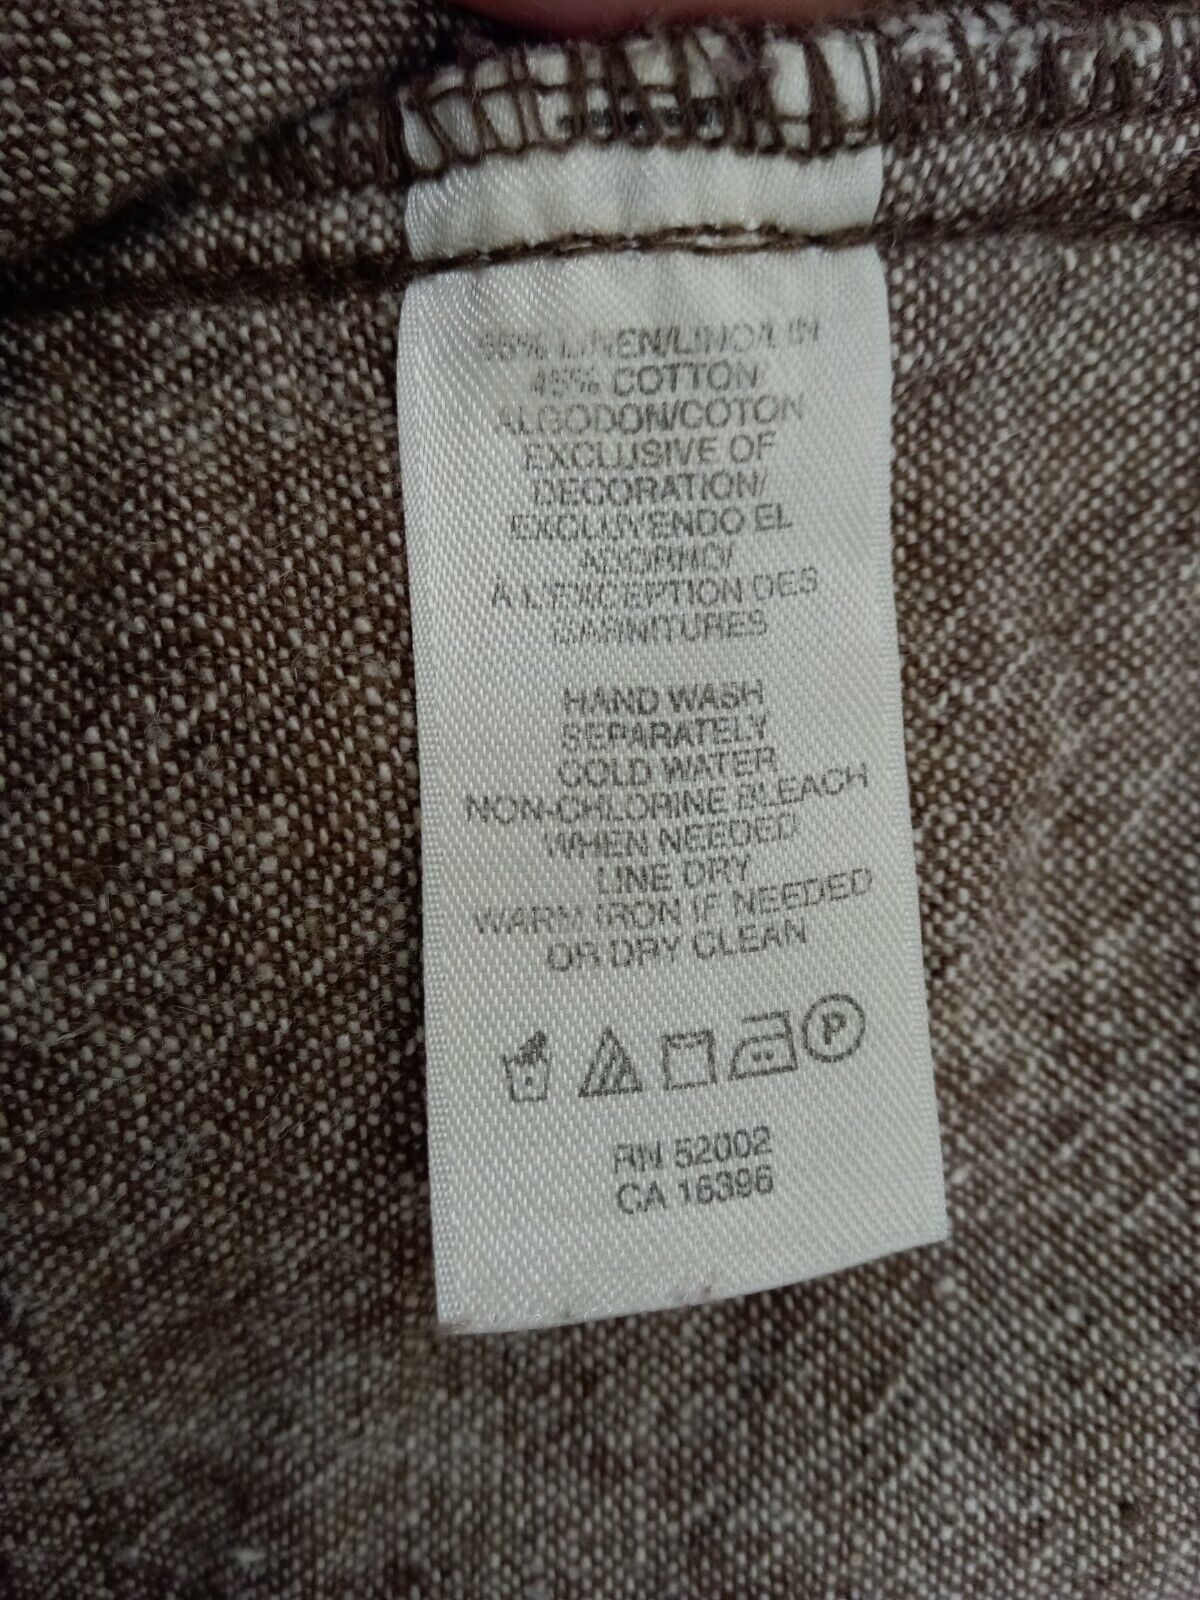 55% LINEN/LINO/LIN
45% COTTON
ALGODON/COTON
EXCLUSIVE OF
DECORATION/
EXCLUYENDO EL
ADORNO/
À L'EXCEPTION DES
GARNITURES
HAND WASH
SEPARATELY
COLD WATER
NON-CHLORINE BLEACH
WHEN NEEDED
LINE DRY
WARM IRON IF NEEDED
OR DRY CLEAN
P
RN 52002
CA 16396